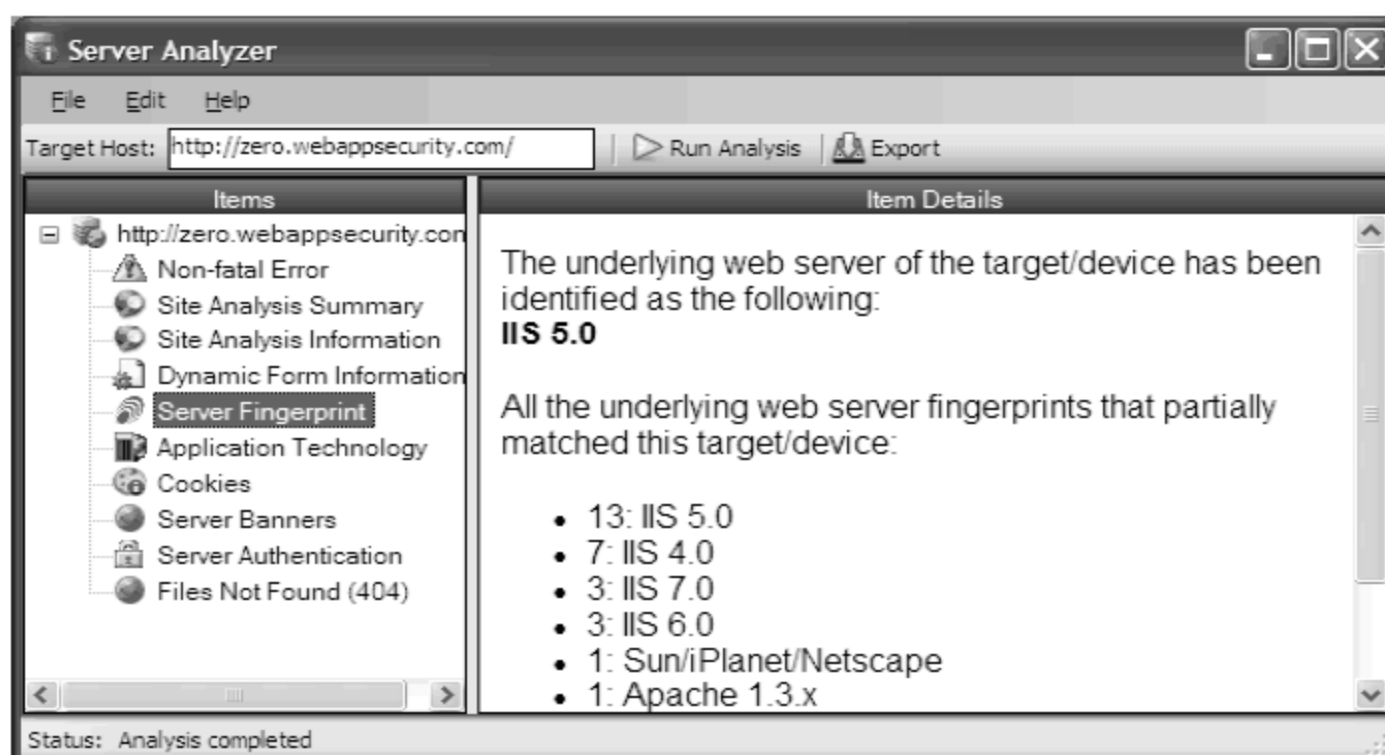 Server Analyzer
File Edit Help
Target Host: http://zero.webappsecurity.com/ Run Analysis Export
Items
http://zero.webappsecurity.con
Non-fatal Error
Site Analysis Summary
Site Analysis Information
Dynamic Form Information
Server Fingerprint
Application Technology
Cookies
Server Banners
Server Authentication
Files Not Found (404)
Item Details
The underlying web server of the target/device has been
identified as the following:
IIS 5.0
All the underlying web server fingerprints that partially
matched this target/device:
• 13: IIS 5.0
• 7: IIS 4.0
• 3: IIS 7.0
• 3: IIS 6.0
• 1: Sun/iPlanet/Netscape
• 1: Apache 1.3.x
Status: Analysis completed